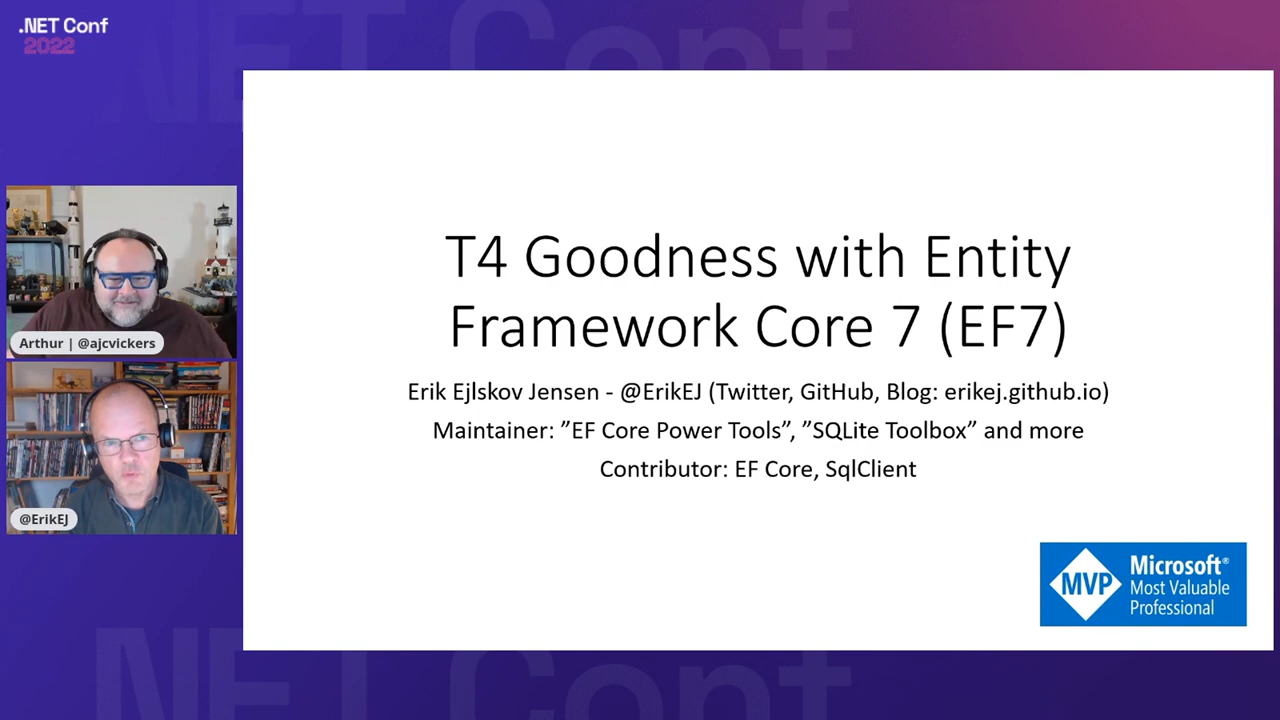 .NET Conf
2022
T4 Goodness with Entity
Framework Core 7 (EF7)
Erik Ejlskov Jensen - @ErikEJ (Twitter, GitHub, Blog: erikej.github.io)
Maintainer: ”EF Core Power Tools”, ”SQLite Toolbox” and more
Contributor: EF Core, SqlClient
MVP
Microsoft®
Most Valuable
Professional
Arthur | @ajcvickers
@ErikEJ
.NET Conf